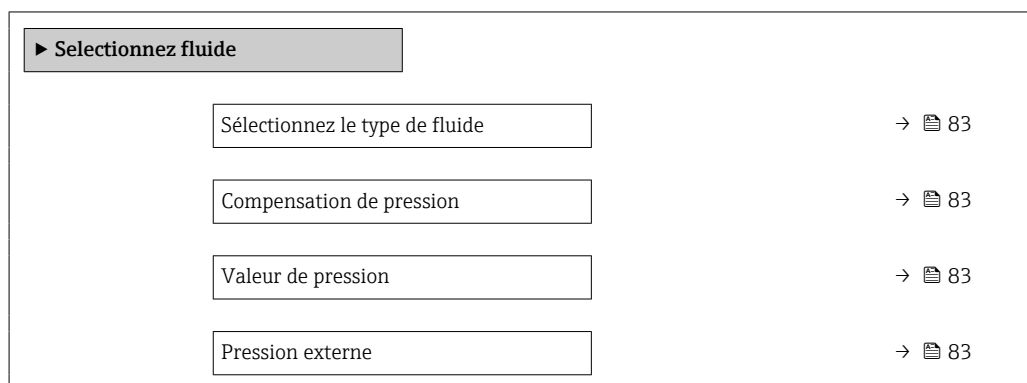 ▶ Selectionnez fluide
Sélectionnez le type de fluide → 83
Compensation de pression → 83
Valeur de pression → 83
Pression externe → 83